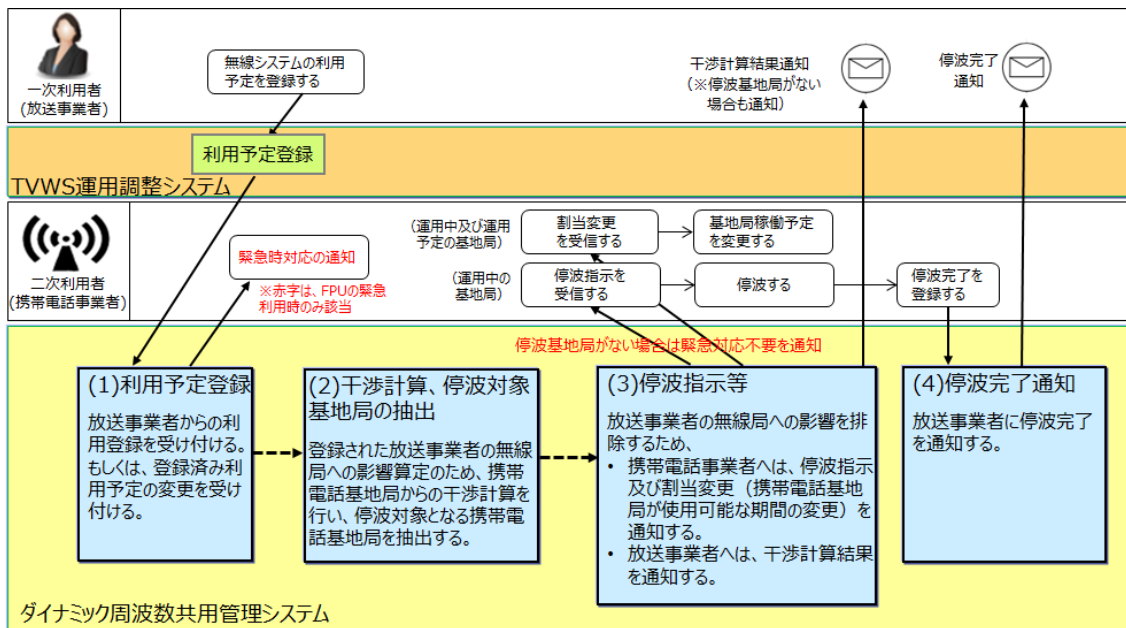 一次利用者
(放送事業者)
無線システムの利用
予定を登録する
干渉計算結果通知
(※停波基地局がない
場合も通知)
停波完了
通知
利用予定登録
TVWS運用調整システム
二次利用者
(携帯電話事業者)
緊急時対応の通知
※赤字は、FPUの緊急
利用時のみ該当
(運用中及び運用
予定の基地局)
割当変更
を受信する
基地局稼働予定
を変更する
(運用中の
基地局)
停波指示を
受信する
停波する
停波完了を
登録する
停波基地局がない場合は緊急対応不要を通知
(1)利用予定登録
放送事業者からの利
用登録を受け付ける。
もしくは、登録済み利
用予定の変更を受け
付ける。
(2)干渉計算、停波対象
基地局の抽出
登録された放送事業者の無線
局への影響算定のため、携帯
電話基地局からの干渉計算を
行い、停波対象となる携帯電
話基地局を抽出する。
(3)停波指示等
放送事業者の無線局への影響を排
除するため、
• 携帯電話事業者へは、停波指示
及び割当変更（携帯電話基地
局が使用可能な期間の変更）を
通知する。
• 放送事業者へは、干渉計算結果
を通知する。
(4)停波完了通知
放送事業者に停波完了
を通知する。
ダイナミック周波数共用管理システム